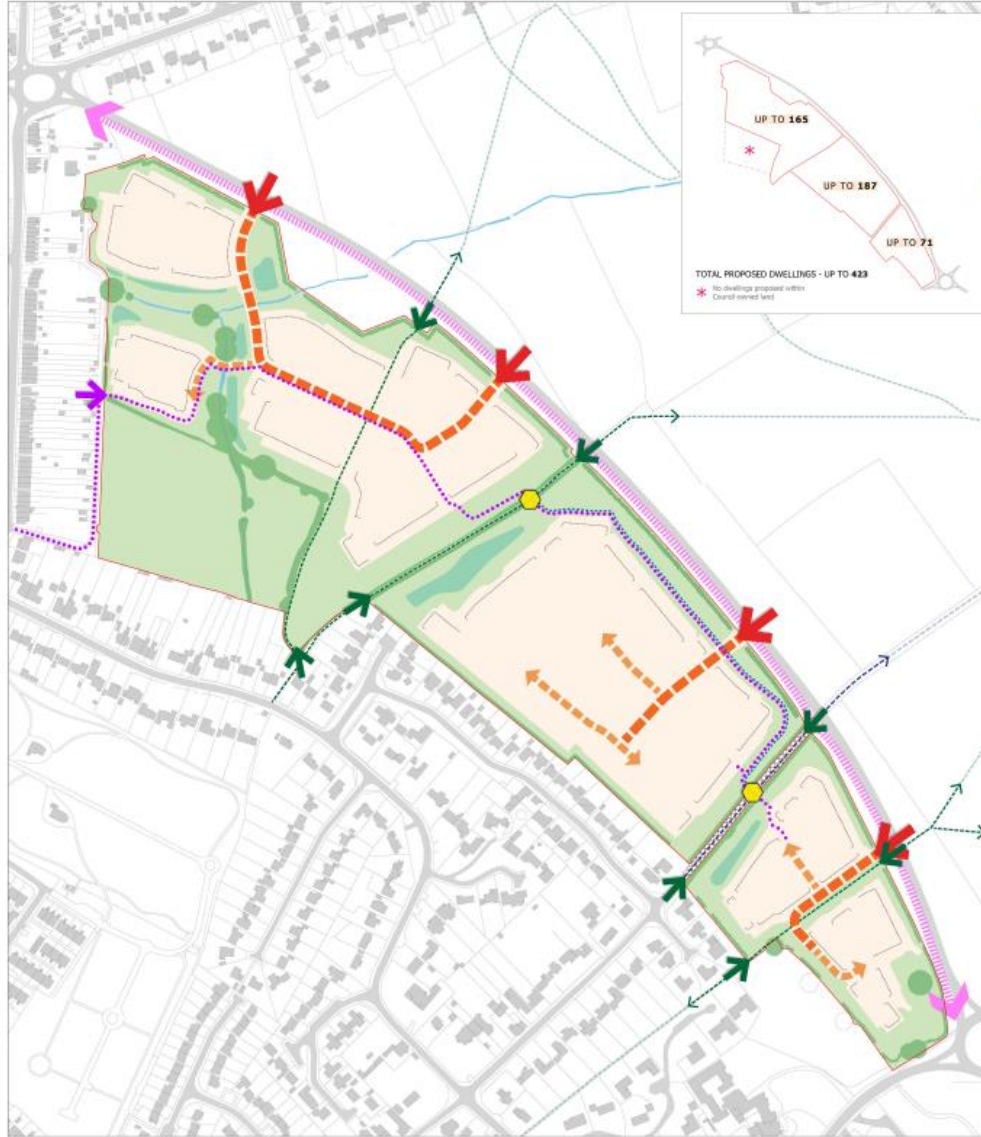 UP TO 165
UP TO 187
UP TO 71
TOTAL PROPOSED DWELLINGS - UP TO 423
* No dwellings proposed within
Council owned land